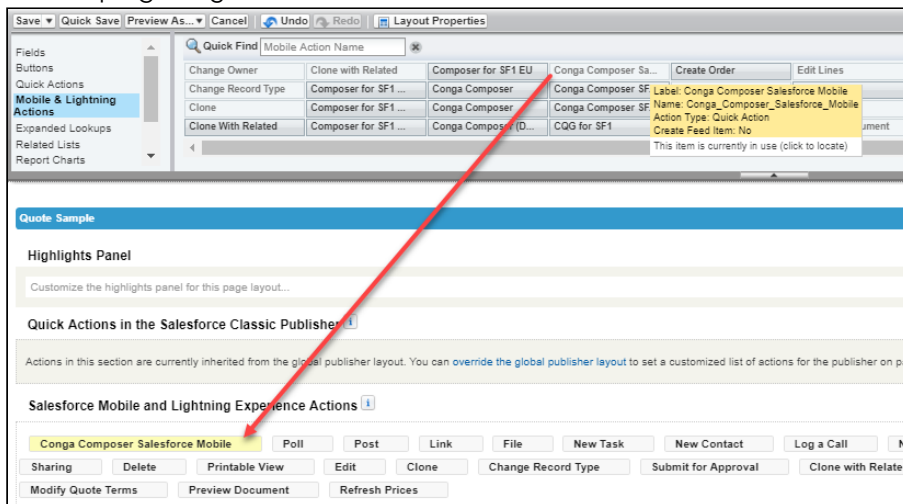 Save Quick Save Preview As... Cancel Undo Redo Layout Properties
Fields
Buttons
Quick Actions
Mobile & Lightning
Actions
Expanded Lookups
Related Lists
Report Charts
Quick Find Mobile Action Name
Change Owner Clone with Related Composer for SF1 EU Conga Composer Sa... Create Order Edit Lines
Change Record Type Composer for SF1 ... Conga Composer Conga Composer SF
Clone Composer for SF1 ... Conga Composer Conga Composer SF
Clone With Related Composer for SF1 ... Conga Composer (D... CQG for SF1 ument
Label: Conga Composer Salesforce Mobile
Name: Conga_Composer_Salesforce_Mobile
Action Type: Quick Action
Create Feed Item: No
This item is currently in use (click to locate)
Quote Sample
Highlights Panel
Customize the highlights panel for this page layout...
Quick Actions in the Salesforce Classic Publisher
Actions in this section are currently inherited from the global publisher layout. You can override the global publisher layout to set a customized list of actions for the publisher on p
Salesforce Mobile and Lightning Experience Actions
Conga Composer Salesforce Mobile Poll Post Link File New Task New Contact Log a Call N
Sharing Delete Printable View Edit Clone Change Record Type Submit for Approval Clone with Relate
Modify Quote Terms Preview Document Refresh Prices